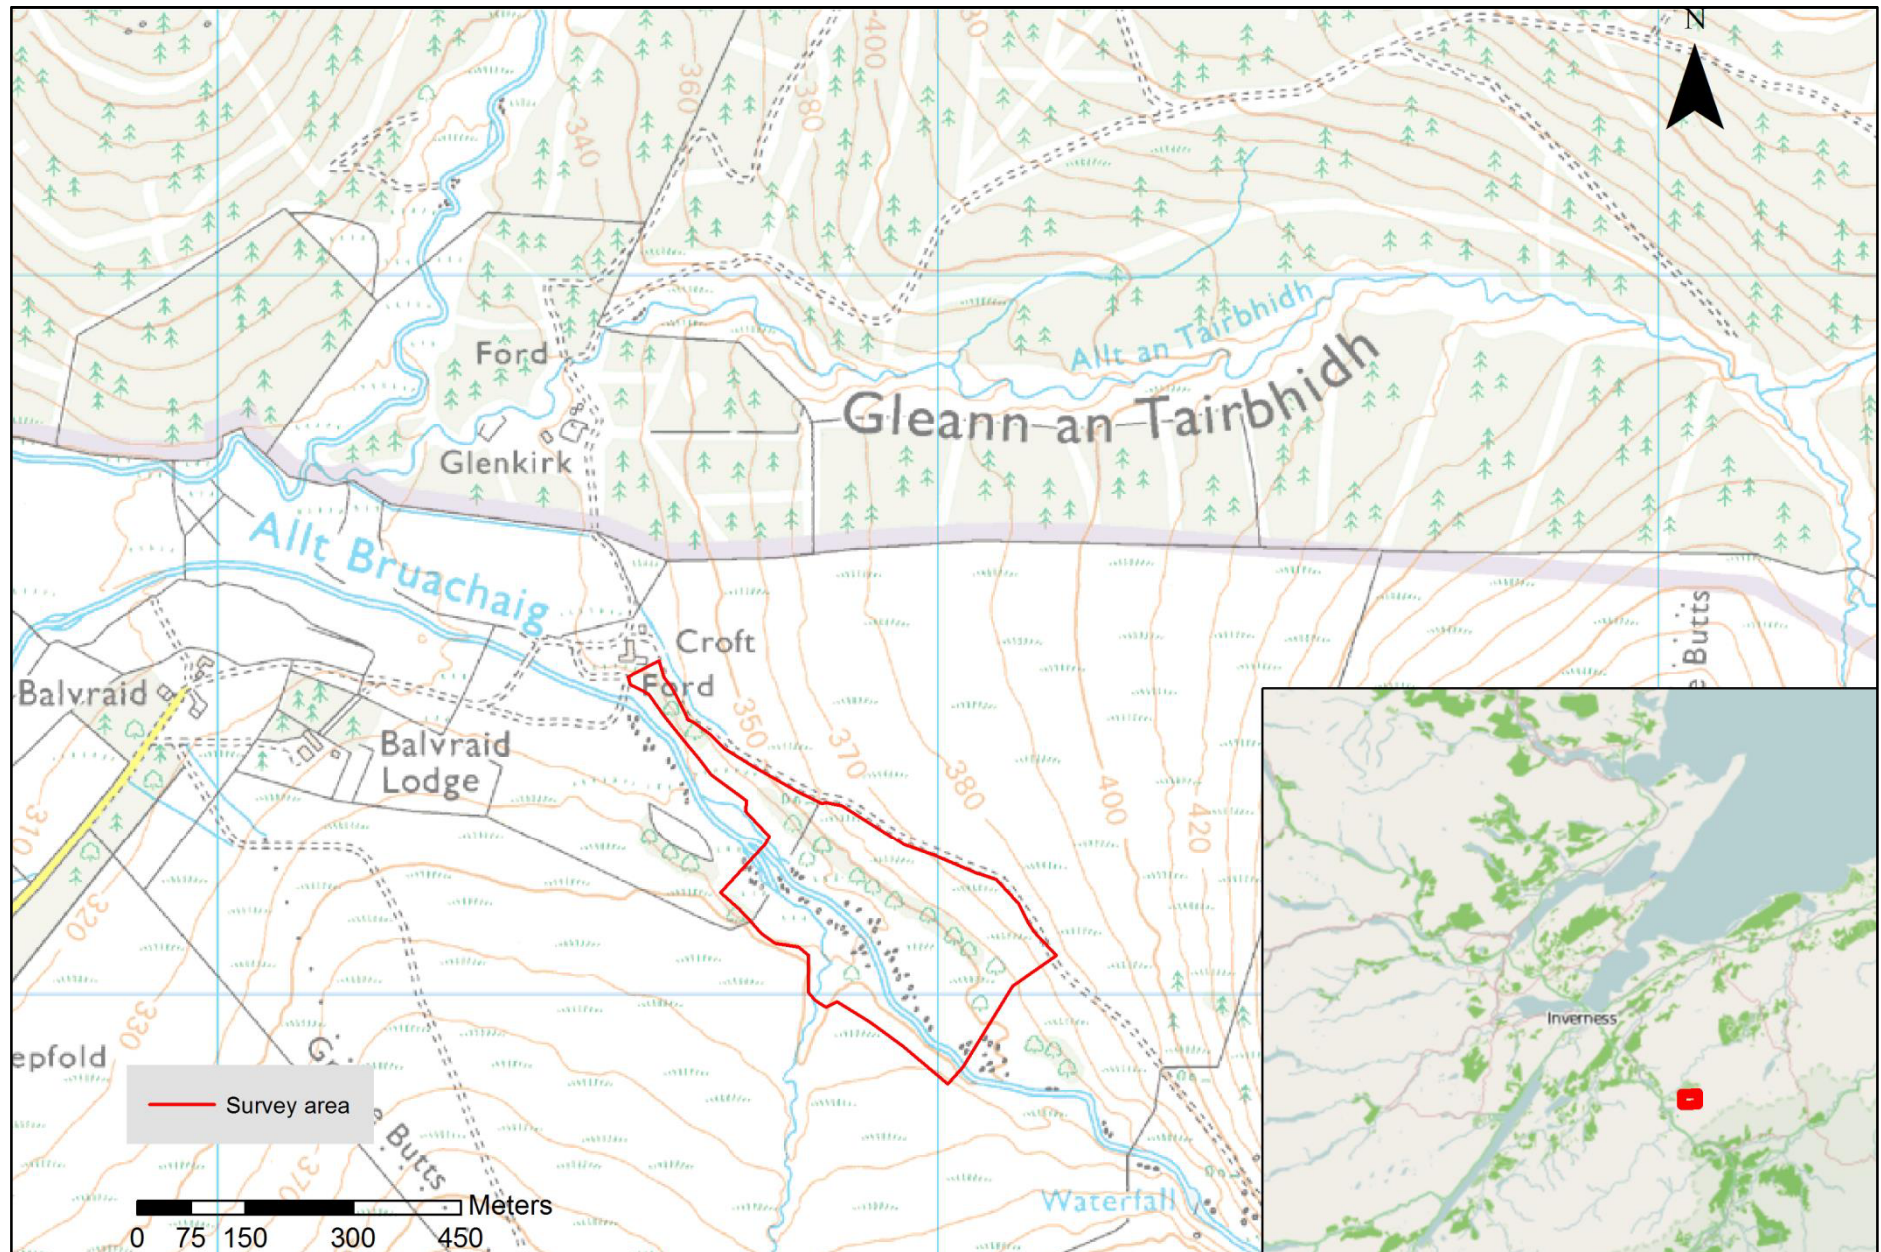 N
400
30
360
380
340
Ford
Allt an Tairbhidh
Gleann an Tairbhidh
Glenkirk
Allt Bruachaig
Croft
Ford
Butts
Balvraid
Balvraid
Lodge
350
370
380
400
420
310
320
330
epfold
370
Butts
Survey area
Waterfall
Inverness
Meters
0 75 150 300 450